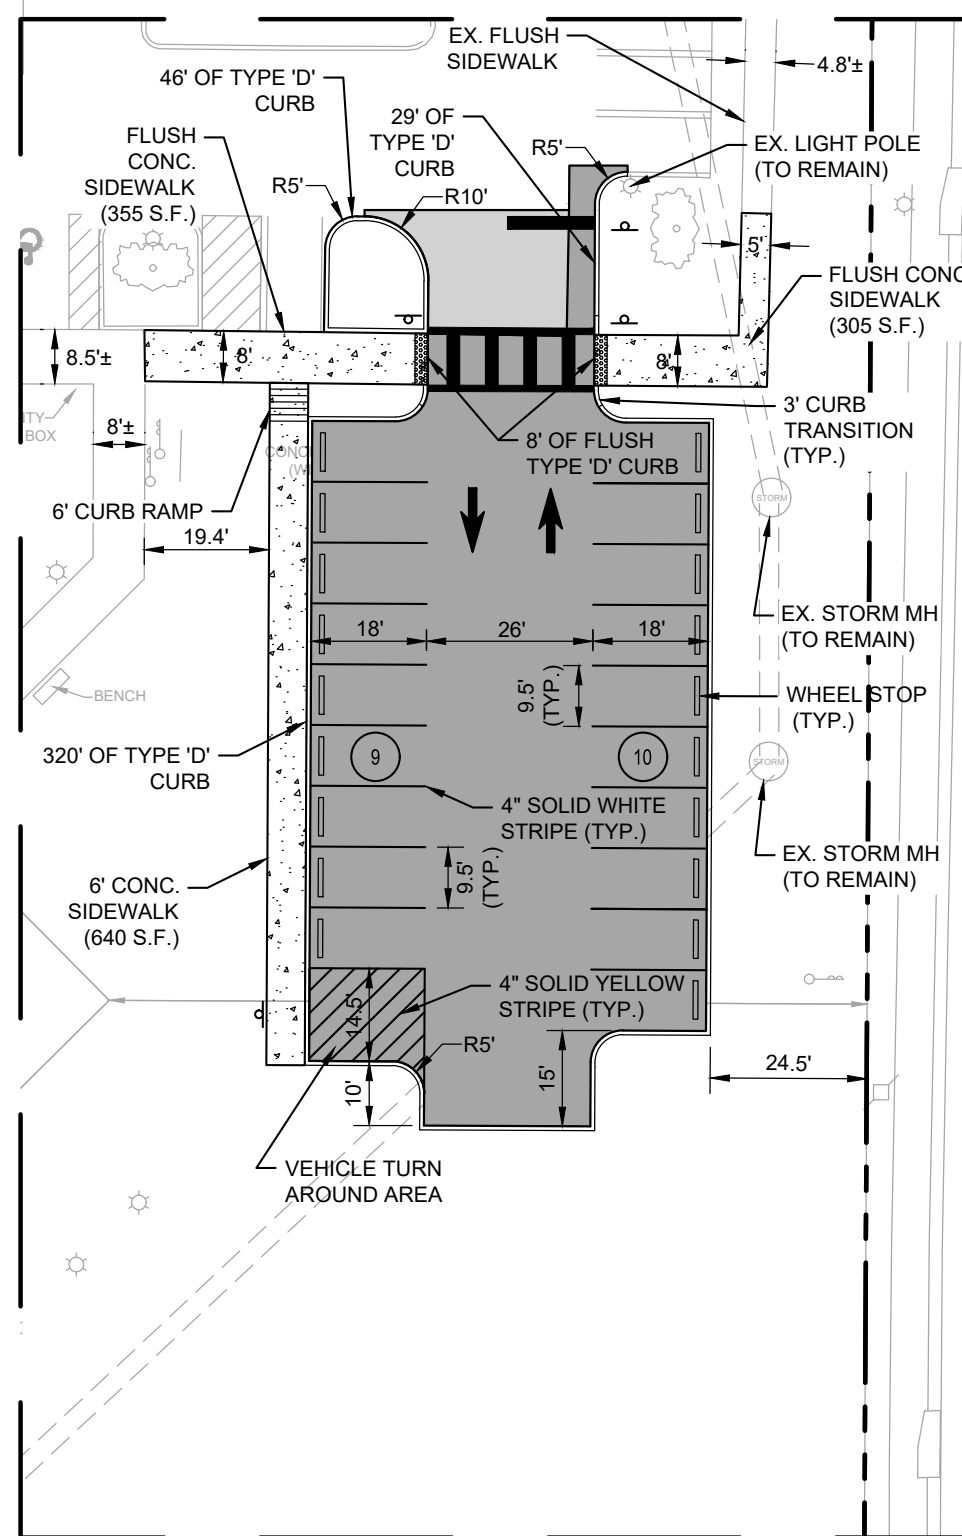 EX. FLUSH
SIDEWALK
4.8'±
46' OF TYPE 'D'
CURB
29' OF
TYPE 'D'
CURB
FLUSH
CONC.
SIDEWALK
(355 S.F.)
R5'
R10'
R5'
EX. LIGHT POLE
(TO REMAIN)
5'
FLUSH CONC
SIDEWALK
(305 S.F.)
8.5'±
8'
8'
ITY
BOX
8'±
CONC
(W
8' OF FLUSH
TYPE 'D' CURB
3' CURB
TRANSITION
(TYP.)
6' CURB RAMP
19.4'
STORM
EX. STORM MH
(TO REMAIN)
18'
26'
18'
9.5'
(TYP.)
BENCH
WHEEL STOP
(TYP.)
320' OF TYPE 'D'
CURB
9
10
STORM
4" SOLID WHITE
STRIPE (TYP.)
9.5'
(TYP.)
EX. STORM MH
(TO REMAIN)
6' CONC.
SIDEWALK
(640 S.F.)
4" SOLID YELLOW
STRIPE (TYP.)
14.5'
R5'
10'
15'
24.5'
VEHICLE TURN
AROUND AREA